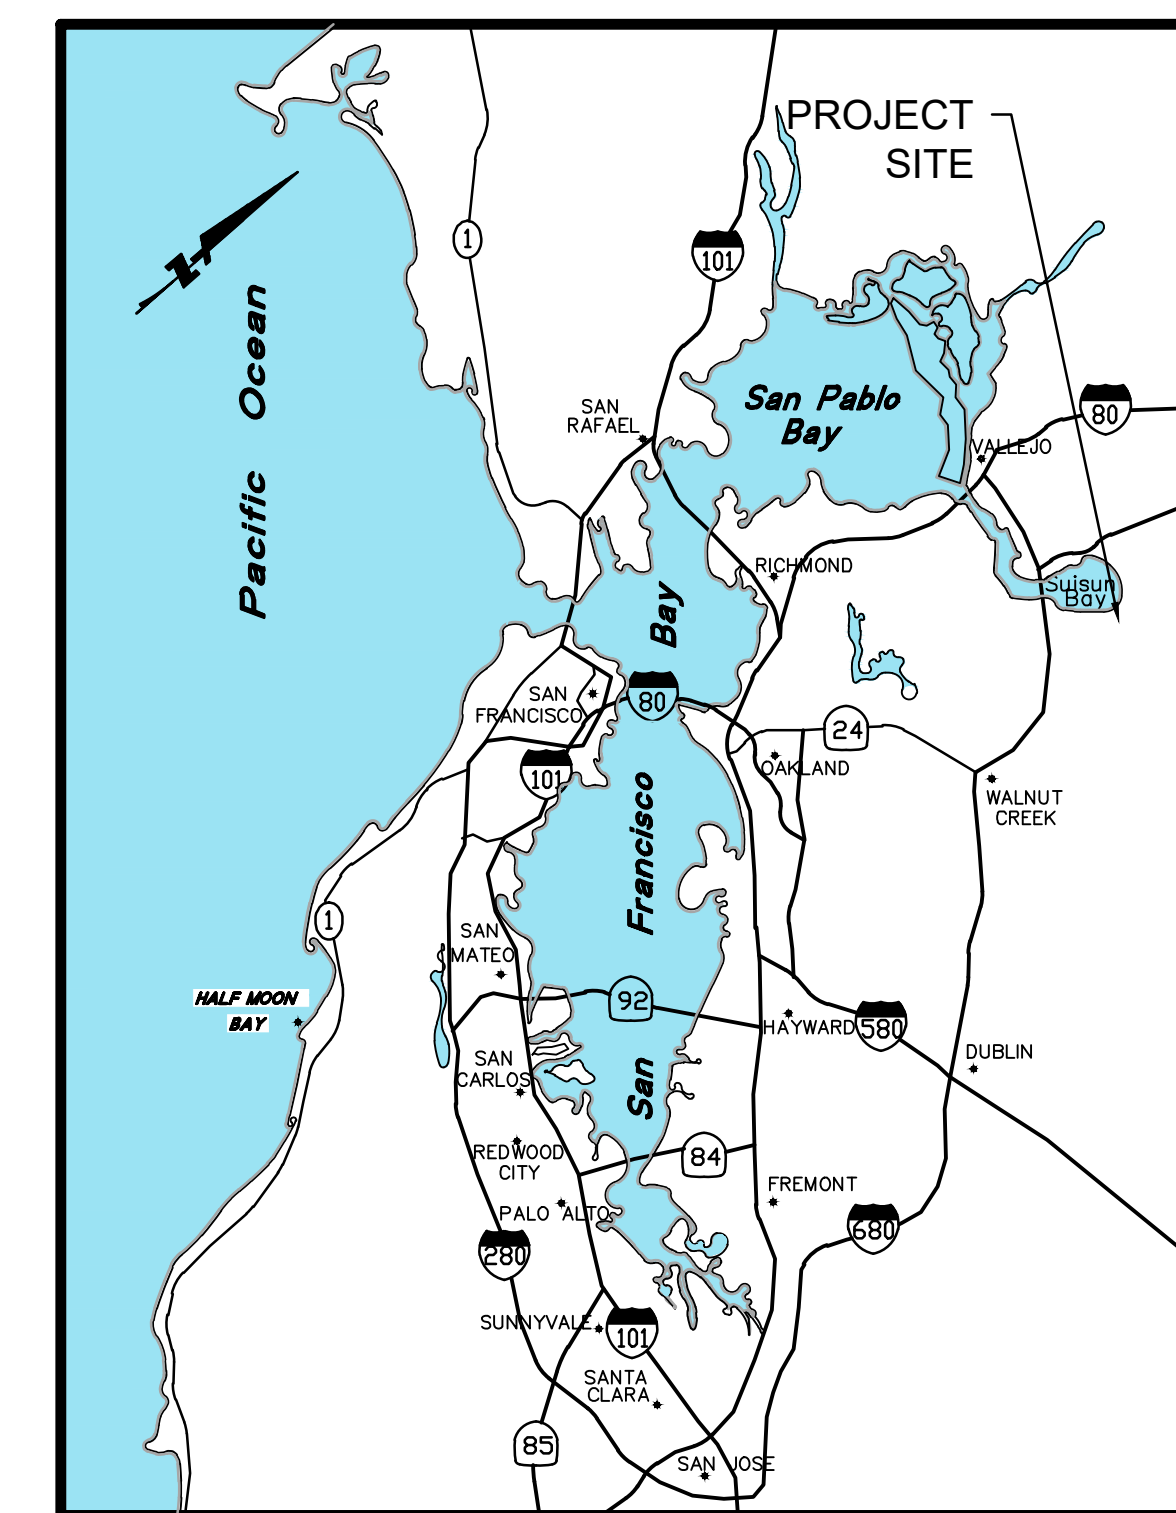 PROJECT
SITE
N
1
101
Pacific Ocean
San Pablo
Bay
80
SAN
RAFAEL
VALLEJO
RICHMOND
Suisun
Bay
San Francisco Bay
SAN
FRANCISCO
80
24
101
OAKLAND
WALNUT
CREEK
1
SAN
MATEO
HALF MOON
BAY
92
HAYWARD
580
DUBLIN
SAN
CARLOS
REDWOOD
CITY
84
FREMONT
PALO ALTO
680
280
SUNNYVALE
101
SANTA
CLARA
85
SAN JOSE